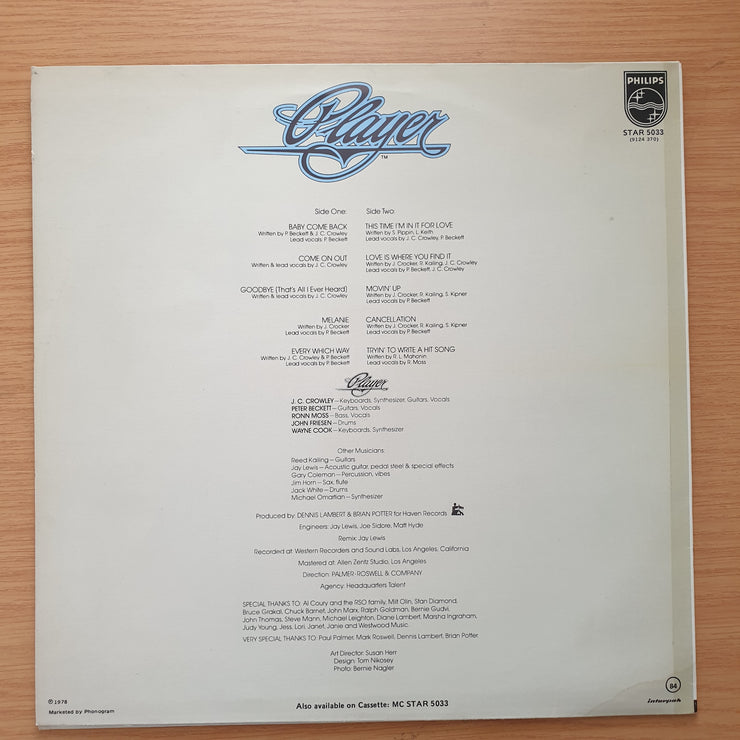 Player
TM
PHILIPS
STAR 5033
(9124 370)
Side One:
BABY COME BACK
Written by P. Beckett & J. C. Crowley
Lead vocals: P. Beckett
COME ON OUT
Written & lead vocals by J. C. Crowley
GOODBYE (That's All I Ever Heard)
Written & lead vocals by J. C. Crowley
MELANIE
Written by J. Crocker
Lead vocals by P. Beckett
EVERY WHICH WAY
Written by J. C. Crowley & P. Beckett
Lead vocals by P. Beckett
Side Two:
THIS TIME I'M IN IT FOR LOVE
Written by S. Pippin, L. Keith
Lead vocals by J. C. Crowley, P. Beckett
LOVE IS WHERE YOU FIND IT
Written by J. Crocker, R. Kailing, J. C. Crowley
Lead vocals by P. Beckett, J. C. Crowley
MOVIN' UP
Written by J. Crocker, R. Kailing, S. Kipner
Lead vocals by P. Beckett
CANCELLATION
Written by J. Crocker, R. Kailing, S. Kipner
Lead vocals by P. Beckett
TRYIN' TO WRITE A HIT SONG
Written by R. L. Mahonin
Lead vocals by R. Moss
Player
J. C. CROWLEY—Keyboards, Synthesizer, Guitars, Vocals
PETER BECKETT—Guitars, Vocals
RONN MOSS—Bass, Vocals
JOHN FRIESEN—Drums
WAYNE COOK—Keyboards, Synthesizer
Other Musicians:
Reed Kailing—Guitars
Jay Lewis—Acoustic guitar, pedal steel & special effects
Gary Coleman—Percussion, vibes
Jim Horn—Sax, flute
Jack White—Drums
Michael Omartian—Synthesizer
Produced by: DENNIS LAMBERT & BRIAN POTTER for Haven Records
Engineers: Jay Lewis, Joe Sidore, Matt Hyde
Remix: Jay Lewis
Recorded at: Western Recorders and Sound Labs, Los Angeles, California
Mastered at: Allen Zentz Studio, Los Angeles
Direction: PALMER-ROSWELL & COMPANY
Agency: Headquarters Talent
SPECIAL THANKS TO: Al Coury and the RSO family, Milt Olin, Stan Diamond,
Bruce Grakal, Chuck Barnet, John Marx, Ralph Goldman, Bernie Gudvi,
John Thomas, Steve Mann, Michael Leighton, Diane Lambert, Marsha Ingraham,
Judy Young, Jess, Lori, Janet, Janie and Westwood Music.
VERY SPECIAL THANKS TO: Paul Palmer, Mark Roswell, Dennis Lambert, Brian Potter
Art Director: Susan Herr
Design: Tom Nikosey
Photo: Bernie Nagler
℗ 1978
Marketed by Phonogram
Also available on Cassette: MC STAR 5033
84
interpak